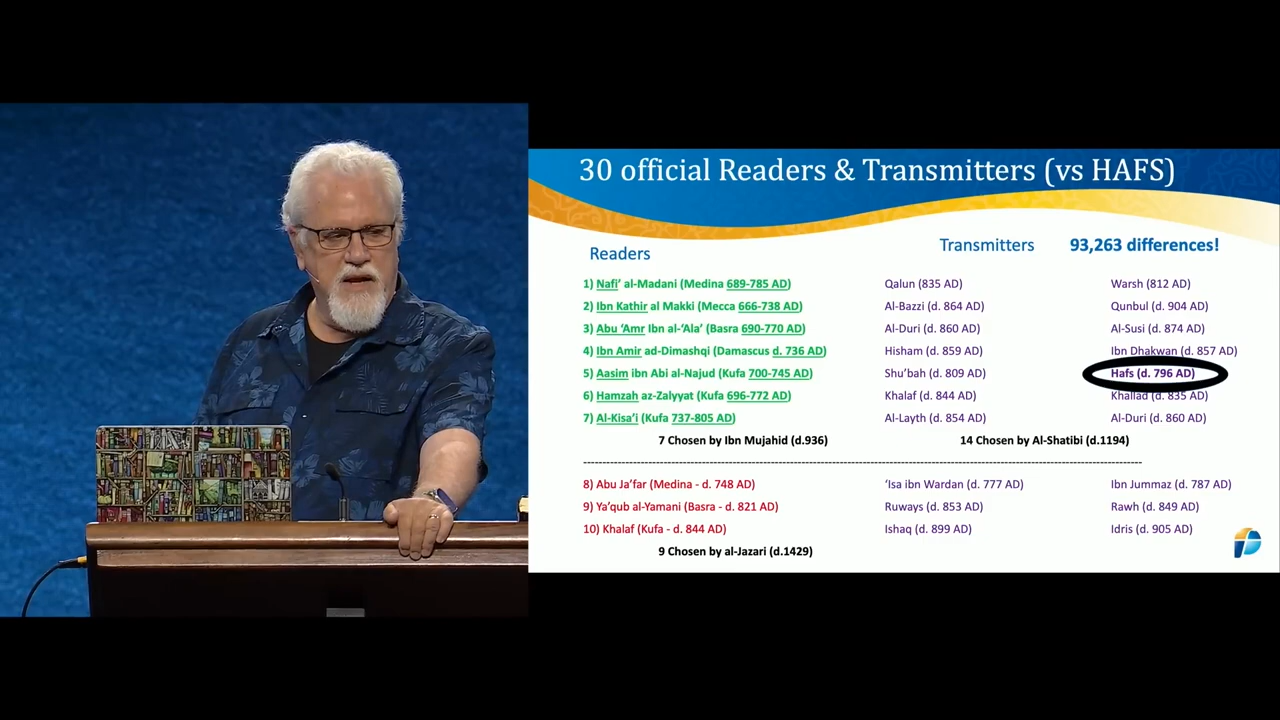 30 official Readers & Transmitters (vs HAFS)
Readers Transmitters 93,263 differences!
1) Nafi’ al-Madani (Medina 689-785 AD) Qalun (835 AD) Warsh (812 AD)
2) Ibn Kathir al Makki (Mecca 666-738 AD) Al-Bazzi (d. 864 AD) Qunbul (d. 904 AD)
3) Abu ‘Amr Ibn al-‘Ala’ (Basra 690-770 AD) Al-Duri (d. 860 AD) Al-Susi (d. 874 AD)
4) Ibn Amir ad-Dimashqi (Damascus d. 736 AD) Hisham (d. 859 AD) Ibn Dhakwan (d. 857 AD)
5) Aasim ibn Abi al-Najud (Kufa 700-745 AD) Shu’bah (d. 809 AD) Hafs (d. 796 AD)
6) Hamzah az-Zalyyat (Kufa 696-772 AD) Khalaf (d. 844 AD) Khallad (d. 835 AD)
7) Al-Kisa’i (Kufa 737-805 AD) Al-Layth (d. 854 AD) Al-Duri (d. 860 AD)
7 Chosen by Ibn Mujahid (d.936) 14 Chosen by Al-Shatibi (d.1194)
8) Abu Ja’far (Medina - d. 748 AD) ‘Isa ibn Wardan (d. 777 AD) Ibn Jummaz (d. 787 AD)
9) Ya’qub al-Yamani (Basra - d. 821 AD) Ruways (d. 853 AD) Rawh (d. 849 AD)
10) Khalaf (Kufa - d. 844 AD) Ishaq (d. 899 AD) Idris (d. 905 AD)
9 Chosen by al-Jazari (d.1429)